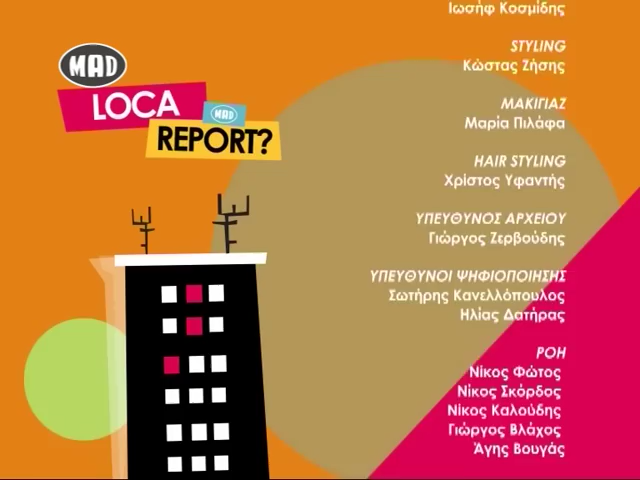 MAD
LOCA
MAD
REPORT?
Ιωσήφ Κοσμίδης
STYLING
Κώστας Ζήσης
ΜΑΚΙΓΙΑΖ
Μαρία Πιλάφα
HAIR STYLING
Χρίστος Υφαντής
ΥΠΕΥΘΥΝΟΣ ΑΡΧΕΙΟΥ
Γιώργος Ζερβούδης
ΥΠΕΥΘΥΝΟΙ ΨΗΦΙΟΠΟΙΗΣΗΣ
Σωτήρης Κανελλόπουλος
Ηλίας Δατήρας
ΡΟΗ
Νίκος Φώτος
Νίκος Σκόρδος
Νίκος Καλούδης
Γιώργος Βλάχος
Άγης Βουγάς